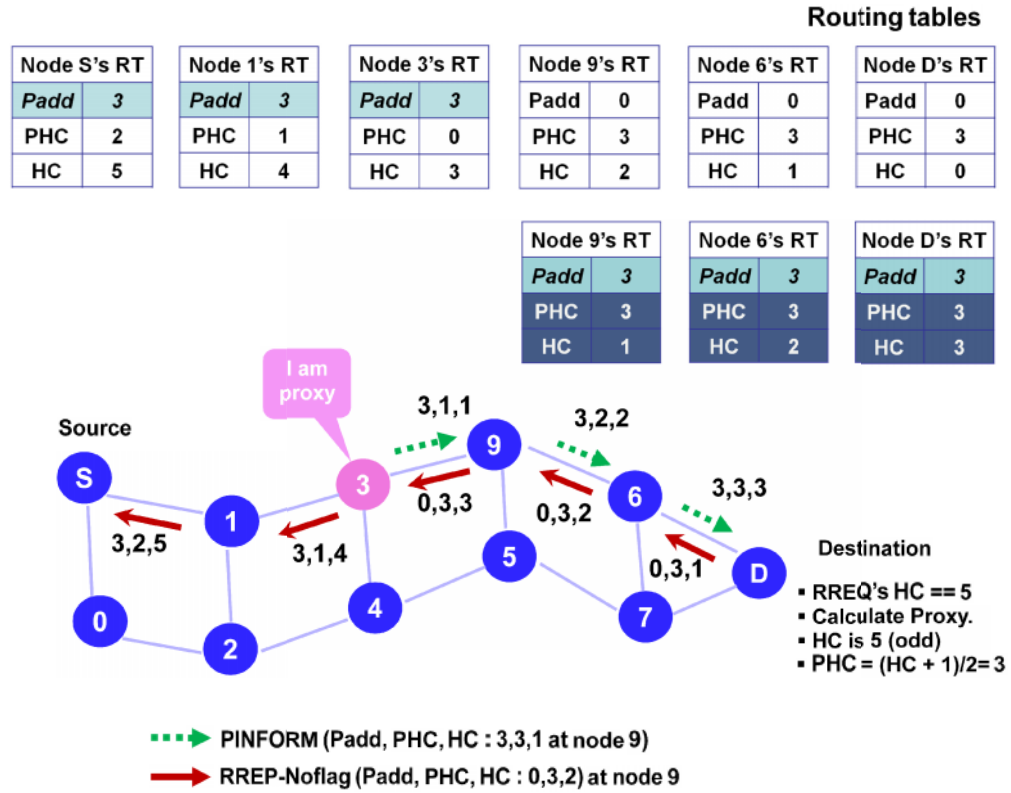 Routing tables
Node S's RT
Padd 3
PHC 2
HC 5
Node 1's RT
Padd 3
PHC 1
HC 4
Node 3's RT
Padd 3
PHC 0
HC 3
Node 9's RT
Padd 0
PHC 3
HC 2
Node 6's RT
Padd 0
PHC 3
HC 1
Node D's RT
Padd 0
PHC 3
HC 0
Node 9's RT
Padd 3
PHC 3
HC 1
Node 6's RT
Padd 3
PHC 3
HC 2
Node D's RT
Padd 3
PHC 3
HC 3
I am
proxy
Source
S
1
3
9
6
D
0
2
4
5
7
3,1,1
3,2,2
3,3,3
3,2,5
3,1,4
0,3,3
0,3,2
0,3,1
Destination
▪ RREQ's HC == 5
▪ Calculate Proxy.
▪ HC is 5 (odd)
▪ PHC = (HC + 1)/2= 3
PINFORM (Padd, PHC, HC : 3,3,1 at node 9)
RREP-Noflag (Padd, PHC, HC : 0,3,2) at node 9